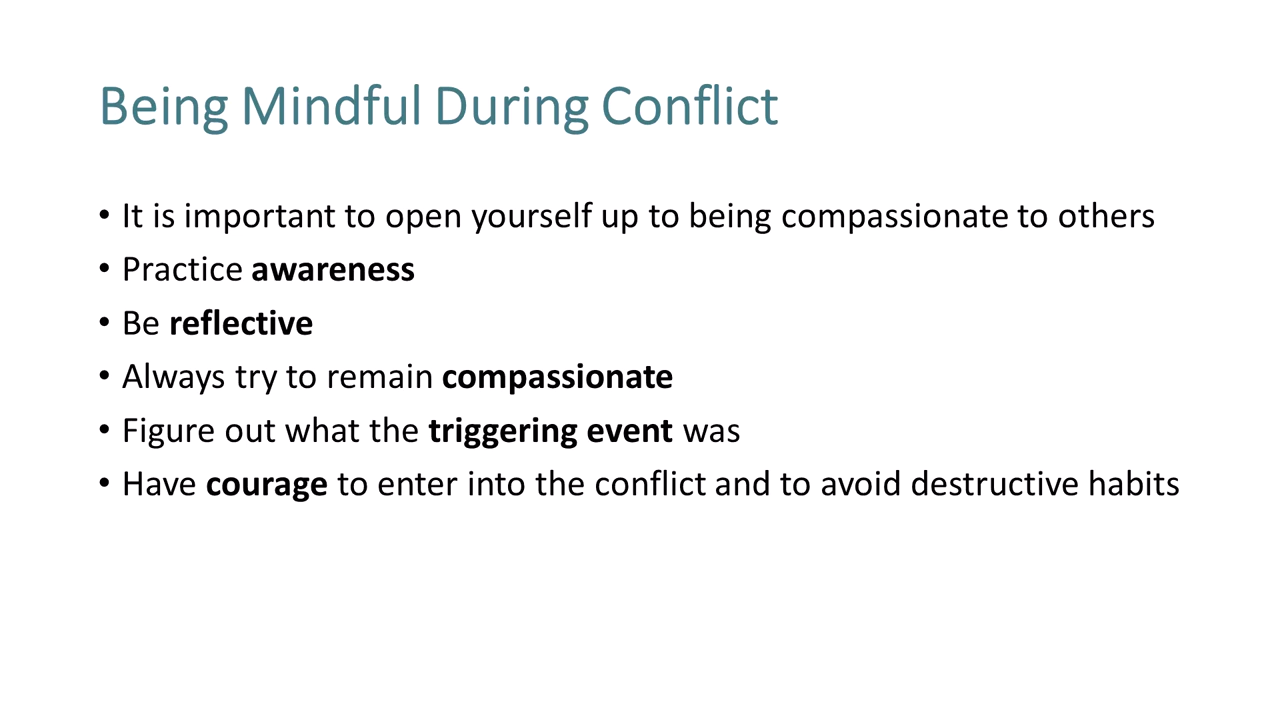 Being Mindful During Conflict
• It is important to open yourself up to being compassionate to others
• Practice awareness
• Be reflective
• Always try to remain compassionate
• Figure out what the triggering event was
• Have courage to enter into the conflict and to avoid destructive habits